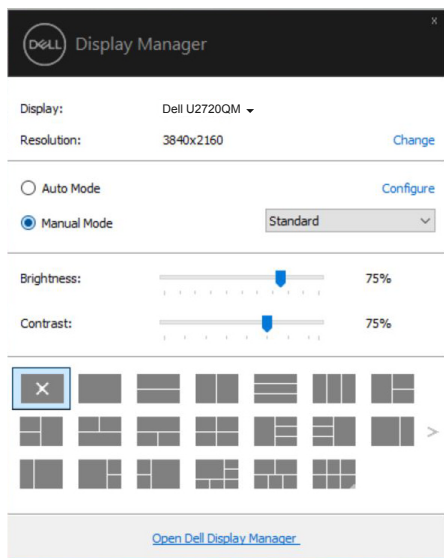 x
DELL Display Manager
Display: Dell U2720QM
Resolution: 3840x2160 Change
Auto Mode Configure
Manual Mode Standard
Brightness: 75%
Contrast: 75%
Open Dell Display Manager